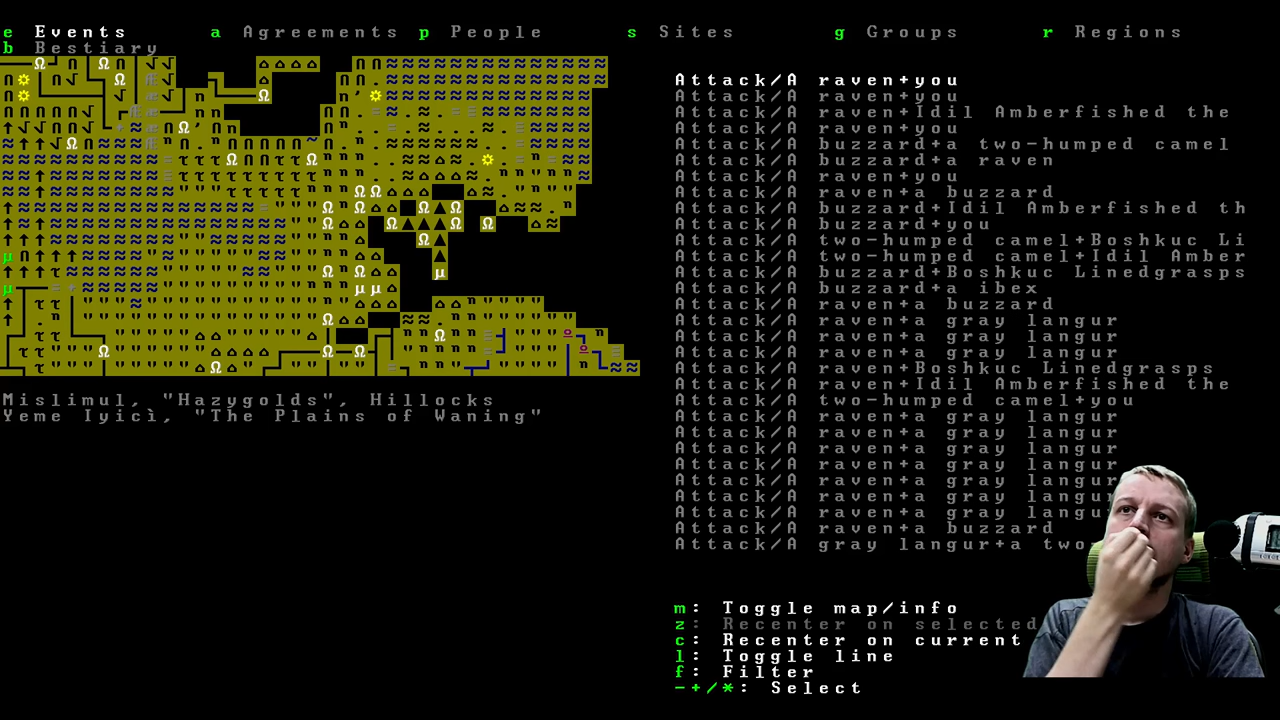 e Events a Agreements p People s Sites g Groups r Regions
b Bestiary
Attack/A raven+you
Attack/A raven+you
Attack/A raven+Idil Amberfished the
Attack/A raven+you
Attack/A buzzard+a two-humped camel
Attack/A buzzard+a raven
Attack/A raven+you
Attack/A raven+a buzzard
Attack/A buzzard+Idil Amberfished th
Attack/A buzzard+you
Attack/A two-humped camel+Boshkuc Li
Attack/A two-humped camel+Idil Amber
Attack/A buzzard+Boshkuc Linedgrasps
Attack/A buzzard+a ibex
Attack/A raven+a buzzard
Attack/A raven+a gray langur
Attack/A raven+a gray langur
Attack/A raven+a gray langur
Attack/A raven+Boshkuc Linedgrasps
Attack/A raven+Idil Amberfished the
Attack/A two-humped camel+you
Attack/A raven+a gray langur
Attack/A raven+a gray langur
Attack/A raven+a gray langur
Attack/A raven+a gray langur
Attack/A raven+a gray langur
Attack/A raven+a gray langur
Attack/A raven+a gray langur
Attack/A raven+a buzzard
Attack/A gray langur+a two-
Mislimul, "Hazygolds", Hillocks
Yeme Iyicì, "The Plains of Waning"
m: Toggle map/info
z: Recenter on selected
c: Recenter on current
l: Toggle line
f: Filter
-+/*: Select